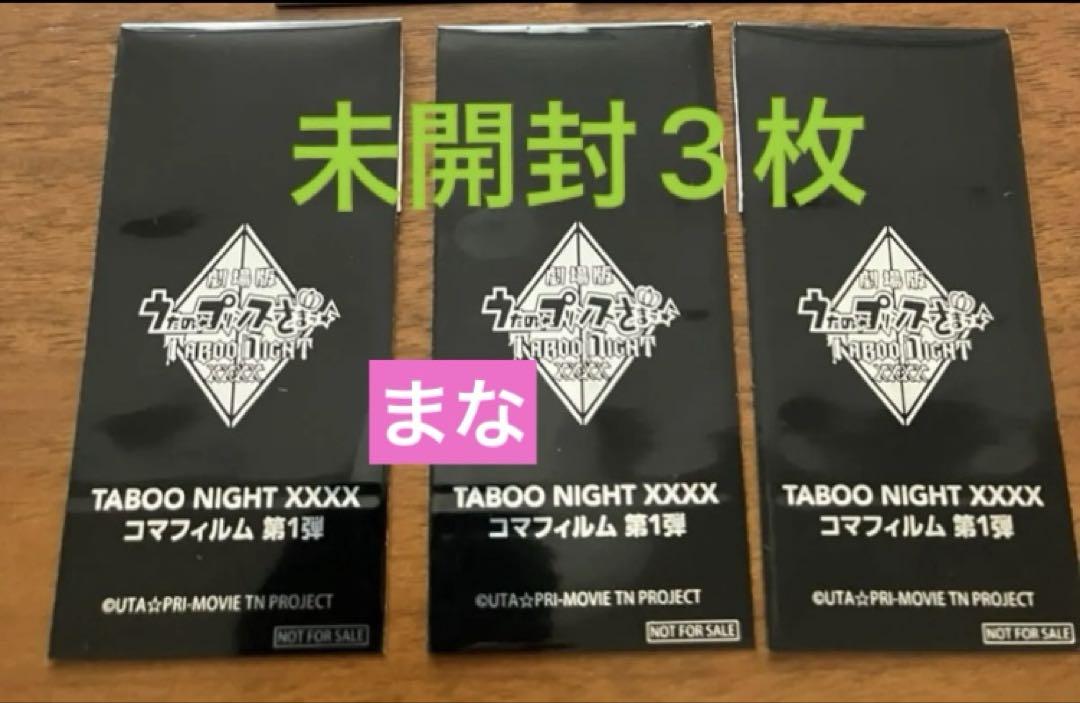 未開封3枚
劇場版
うたの☆プリンスさまっ♪
TABOO NIGHT
XXXX
TABOO NIGHT XXXX
コマフィルム 第1弾
©UTA☆PRI-MOVIE TN PROJECT
NOT FOR SALE
まな
劇場版
うたの☆プリンスさまっ♪
TABOO NIGHT
XXXX
TABOO NIGHT XXXX
コマフィルム 第1弾
©UTA☆PRI-MOVIE TN PROJECT
NOT FOR SALE
劇場版
うたの☆プリンスさまっ♪
TABOO NIGHT
XXXX
TABOO NIGHT XXXX
コマフィルム 第1弾
©UTA☆PRI-MOVIE TN PROJECT
NOT FOR SALE